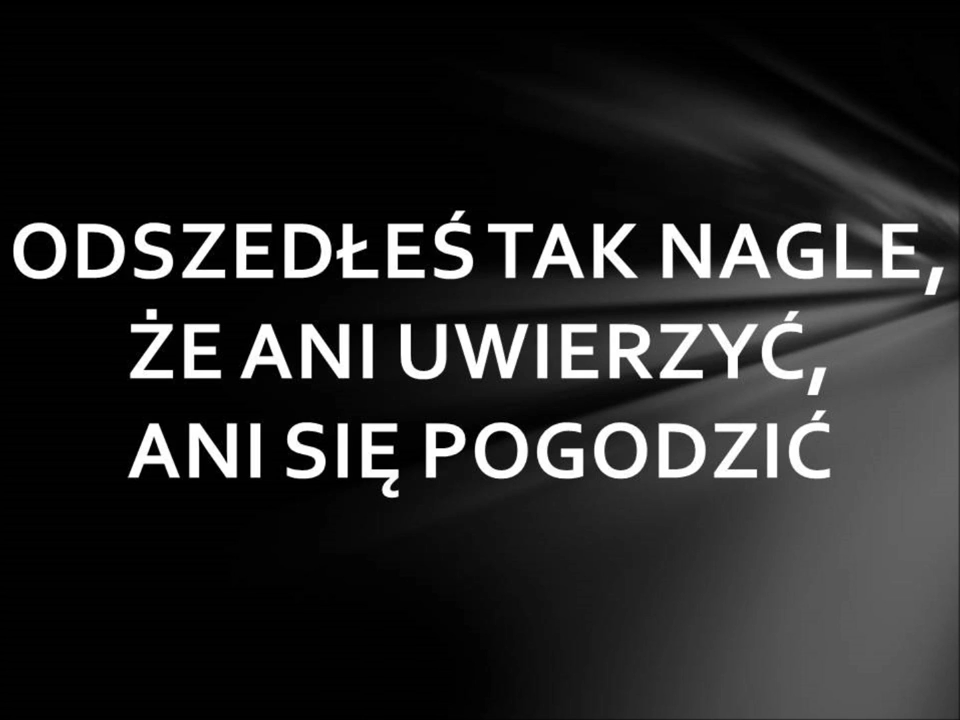 ODSZEDŁEŚ TAK NAGLE,
ŻE ANI UWIERZYĆ,
ANI SIĘ POGODZIĆ